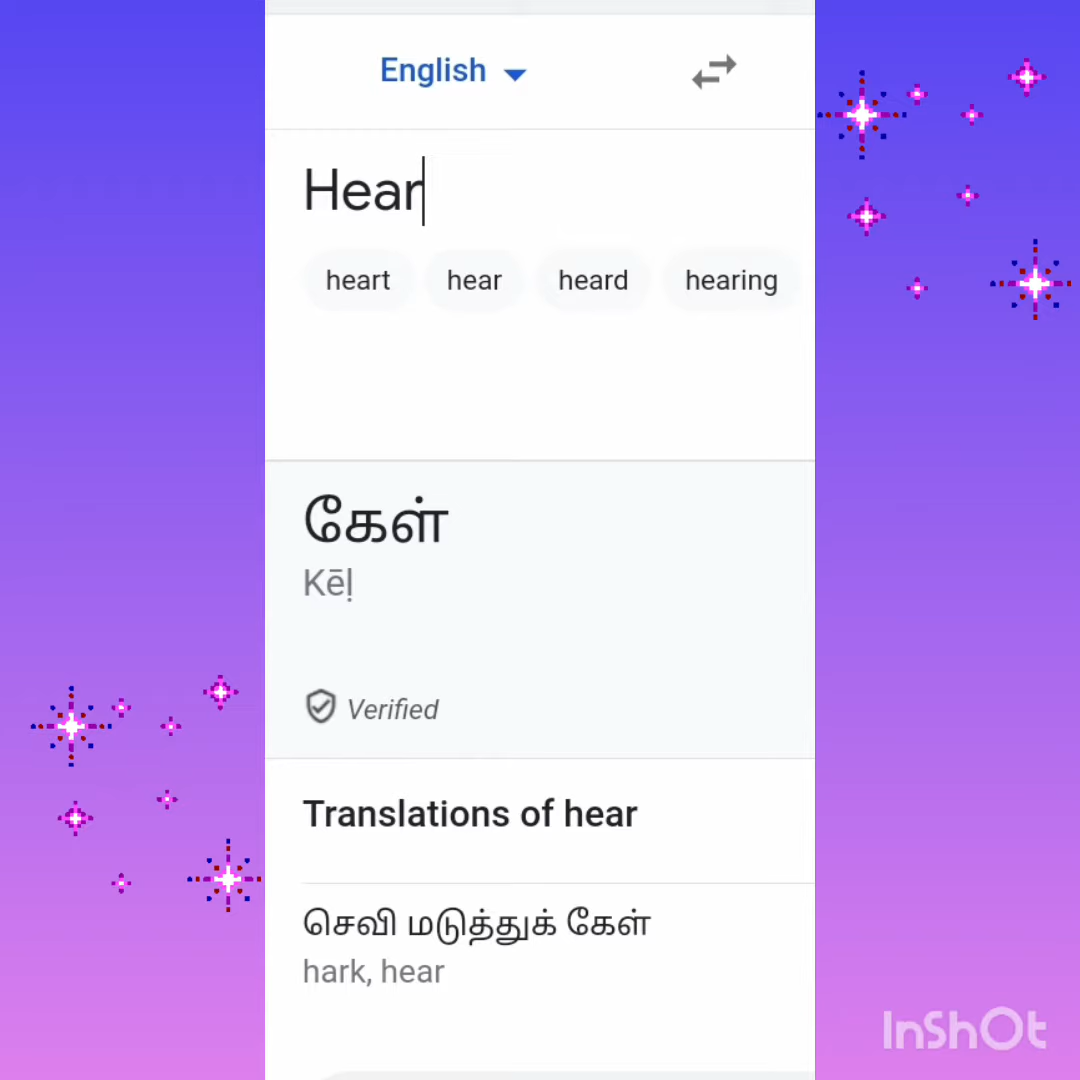 English
Hear
heart hear heard hearing
கேள்
Kēḷ
Verified
Translations of hear
செவி மடுத்துக் கேள்
hark, hear
InShOt